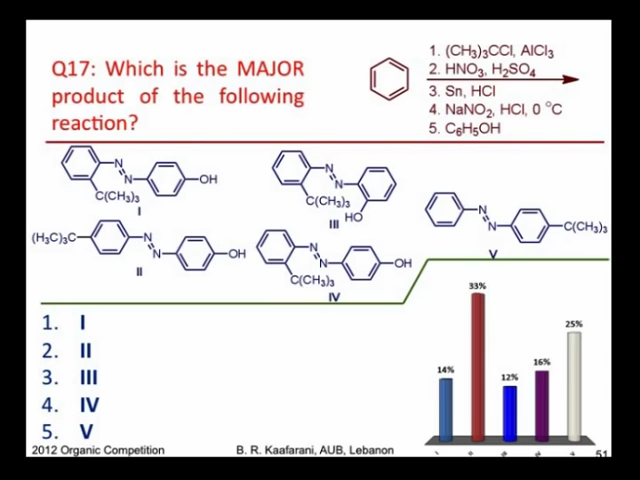 Q17: Which is the MAJOR
product of the following
reaction?
1. (CH₃)₃CCl, AlCl₃
2. HNO₃, H₂SO₄
3. Sn, HCl
4. NaNO₂, HCl, 0 °C
5. C₆H₅OH
N
N
OH
C(CH₃)₃
I
N
N
C(CH₃)₃
HO
III
N
N
C(CH₃)₃
V
(H₃C)₃C
N
N
OH
II
N
N
OH
C(CH₃)₃
IV
1. I
2. II
3. III
4. IV
5. V
14%
33%
12%
16%
25%
2012 Organic Competition
B. R. Kaafarani, AUB, Lebanon
51